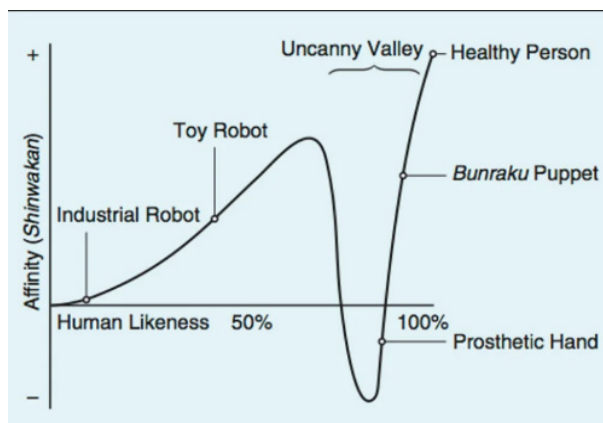 +
Uncanny Valley
Healthy Person
Toy Robot
Bunraku Puppet
Industrial Robot
Affinity (Shinwakan)
Human Likeness 50% 100%
Prosthetic Hand
−